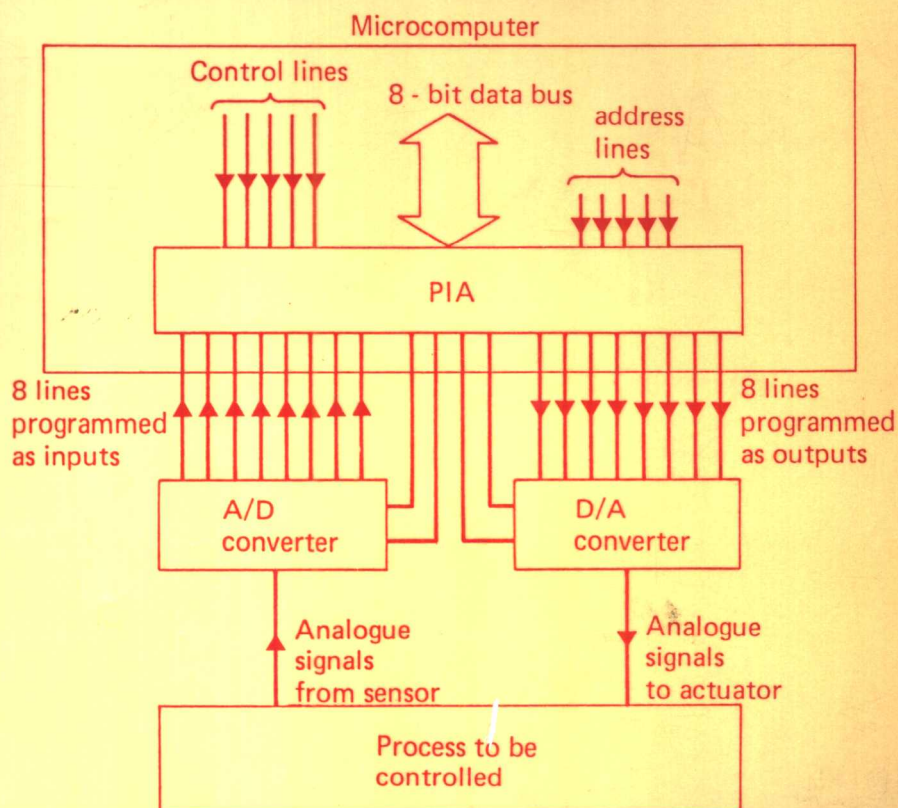 Microcomputer
Control lines
8 - bit data bus
address
lines
PIA
8 lines
programmed
as inputs
8 lines
programmed
as outputs
A/D
converter
D/A
converter
Analogue
signals
from sensor
Analogue
signals
to actuator
Process to be
controlled